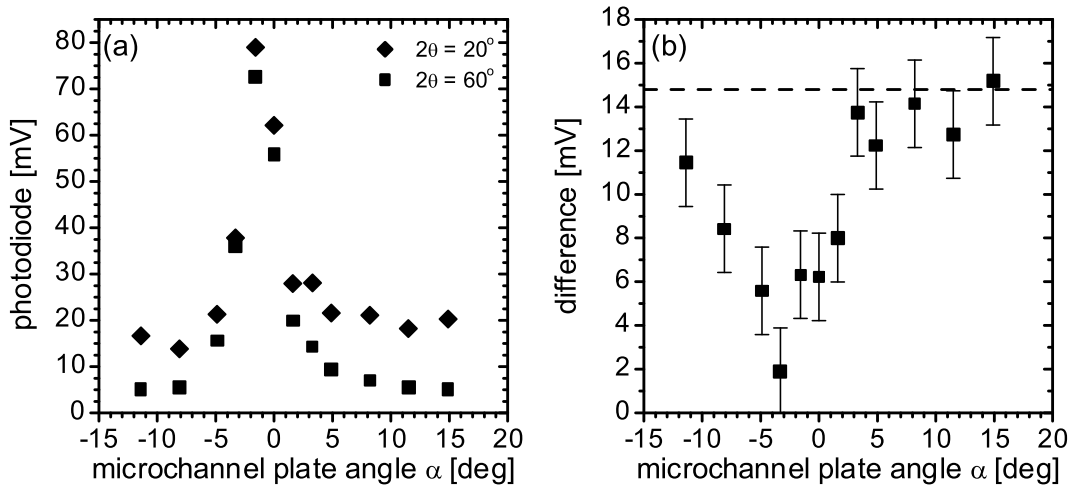 (a)
2θ = 20°
2θ = 60°
photodiode [mV]
80
70
60
50
40
30
20
10
0
-15 -10 -5 0 5 10 15 20
microchannel plate angle α [deg]
(b)
difference [mV]
18
16
14
12
10
8
6
4
2
0
-15 -10 -5 0 5 10 15 20
microchannel plate angle α [deg]